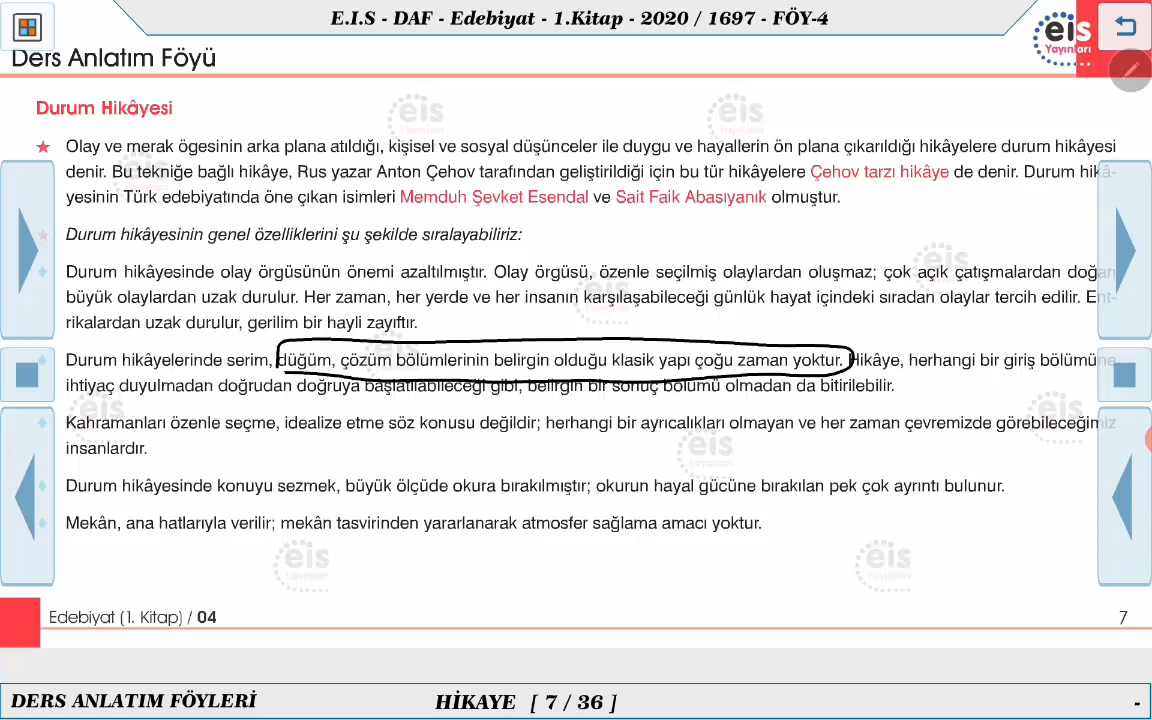 E.I.S - DAF - Edebiyat - 1.Kitap - 2020 / 1697 - FÖY-4
Ders Anlatım Föyü
eis
Yayınları
Durum Hikâyesi
Olay ve merak ögesinin arka plana atıldığı, kişisel ve sosyal düşünceler ile duygu ve hayallerin ön plana çıkarıldığı hikâyelere durum hikâyesi
denir. Bu tekniğe bağlı hikâye, Rus yazar Anton Çehov tarafından geliştirildiği için bu tür hikâyelere Çehov tarzı hikâye de denir. Durum hikâ-
yesinin Türk edebiyatında öne çıkan isimleri Memduh Şevket Esendal ve Sait Faik Abasıyanık olmuştur.
Durum hikâyesinin genel özelliklerini şu şekilde sıralayabiliriz:
Durum hikâyesinde olay örgüsünün önemi azaltılmıştır. Olay örgüsü, özenle seçilmiş olaylardan oluşmaz; çok açık çatışmalardan doğan
büyük olaylardan uzak durulur. Her zaman, her yerde ve her insanın karşılaşabileceği günlük hayat içindeki sıradan olaylar tercih edilir. Ent-
rikalardan uzak durulur, gerilim bir hayli zayıftır.
Durum hikâyelerinde serim, düğüm, çözüm bölümlerinin belirgin olduğu klasik yapı çoğu zaman yoktur. Hikâye, herhangi bir giriş bölümüne
ihtiyaç duyulmadan doğrudan doğruya başlatılabileceği gibi, belirgin bir sonuç bölümü olmadan da bitirilebilir.
Kahramanları özenle seçme, idealize etme söz konusu değildir; herhangi bir ayrıcalıkları olmayan ve her zaman çevremizde görebileceğimiz
insanlardır.
Durum hikâyesinde konuyu sezmek, büyük ölçüde okura bırakılmıştır; okurun hayal gücüne bırakılan pek çok ayrıntı bulunur.
Mekân, ana hatlarıyla verilir; mekân tasvirinden yararlanarak atmosfer sağlama amacı yoktur.
Edebiyat (1. Kitap) / 04
7
DERS ANLATIM FÖYLERİ
HİKAYE [ 7 / 36 ]
-